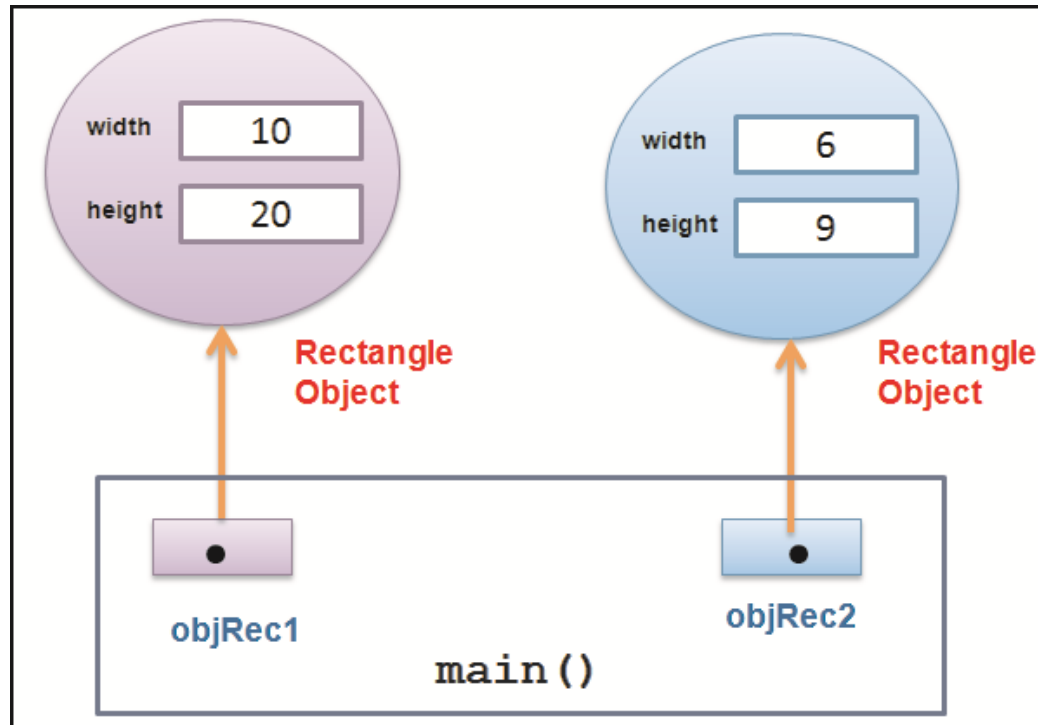 width 10
height 20
width 6
height 9
Rectangle
Object
Rectangle
Object
objRec1
objRec2
main()